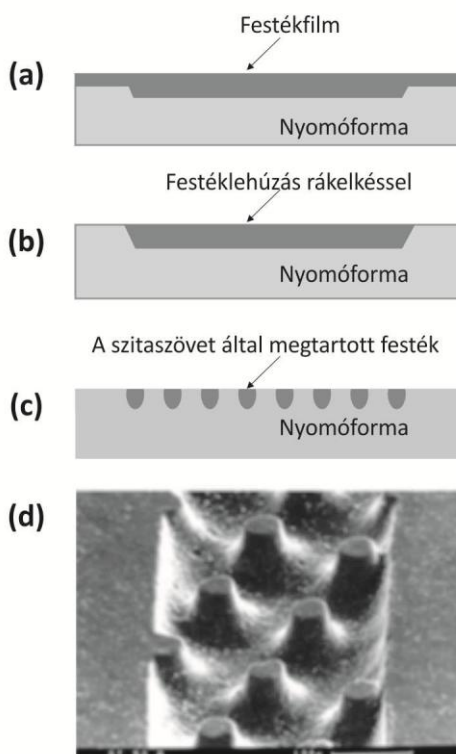 Festékfilm
(a)
Nyomóforma
Festéklehúzás rákelkéssel
(b)
Nyomóforma
A szitaszövet által megtartott festék
(c)
Nyomóforma
(d)